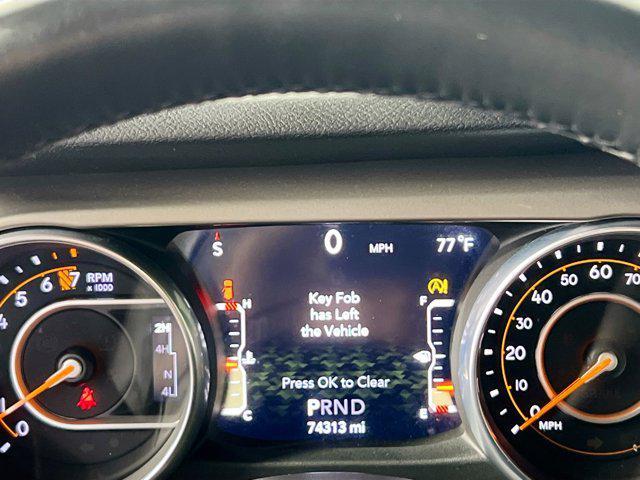 S
0 MPH
77°F
7 RPM
x 1000
6
5
4
1
0
2H
4H
N
4L
H
C
Key Fob
has Left
the Vehicle
Press OK to Clear
PRND
74313 mi
F
E
70
60
50
40
30
20
10
0
MPH